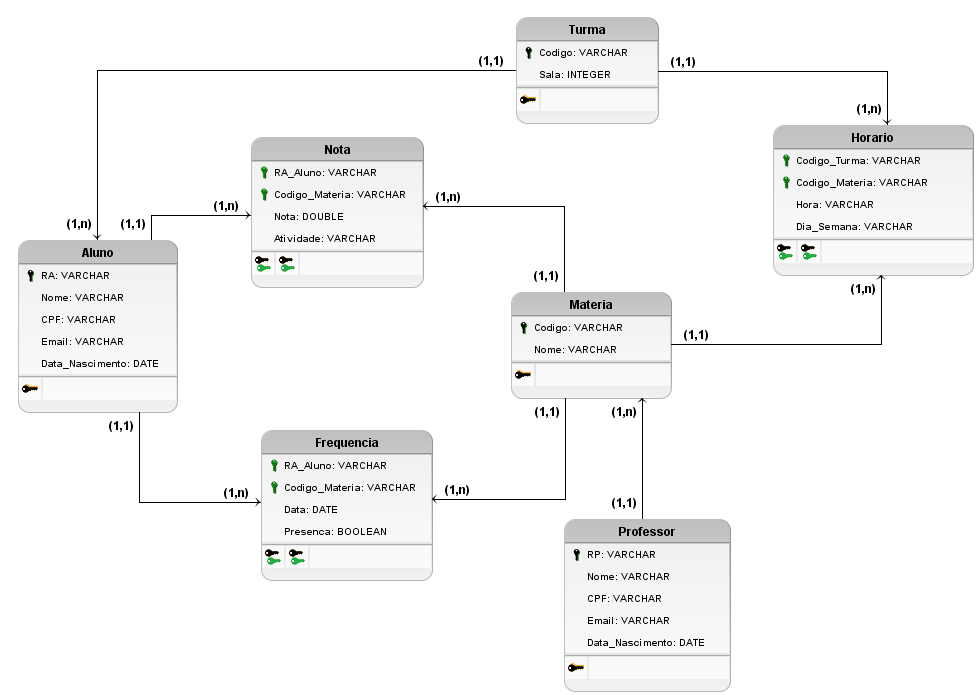 Turma
Codigo: VARCHAR
Sala: INTEGER
(1,1)
(1,1)
(1,n)
Horario
Codigo_Turma: VARCHAR
Codigo_Materia: VARCHAR
Hora: VARCHAR
Dia_Semana: VARCHAR
Nota
RA_Aluno: VARCHAR
Codigo_Materia: VARCHAR
Nota: DOUBLE
Atividade: VARCHAR
(1,n)
(1,n)
(1,n)
(1,1)
Aluno
RA: VARCHAR
Nome: VARCHAR
CPF: VARCHAR
Email: VARCHAR
Data_Nascimento: DATE
(1,1)
(1,n)
Materia
Codigo: VARCHAR
Nome: VARCHAR
(1,1)
(1,1)
(1,n)
(1,1)
(1,n)
Frequencia
RA_Aluno: VARCHAR
Codigo_Materia: VARCHAR
Data: DATE
Presenca: BOOLEAN
(1,n)
(1,1)
Professor
RP: VARCHAR
Nome: VARCHAR
CPF: VARCHAR
Email: VARCHAR
Data_Nascimento: DATE